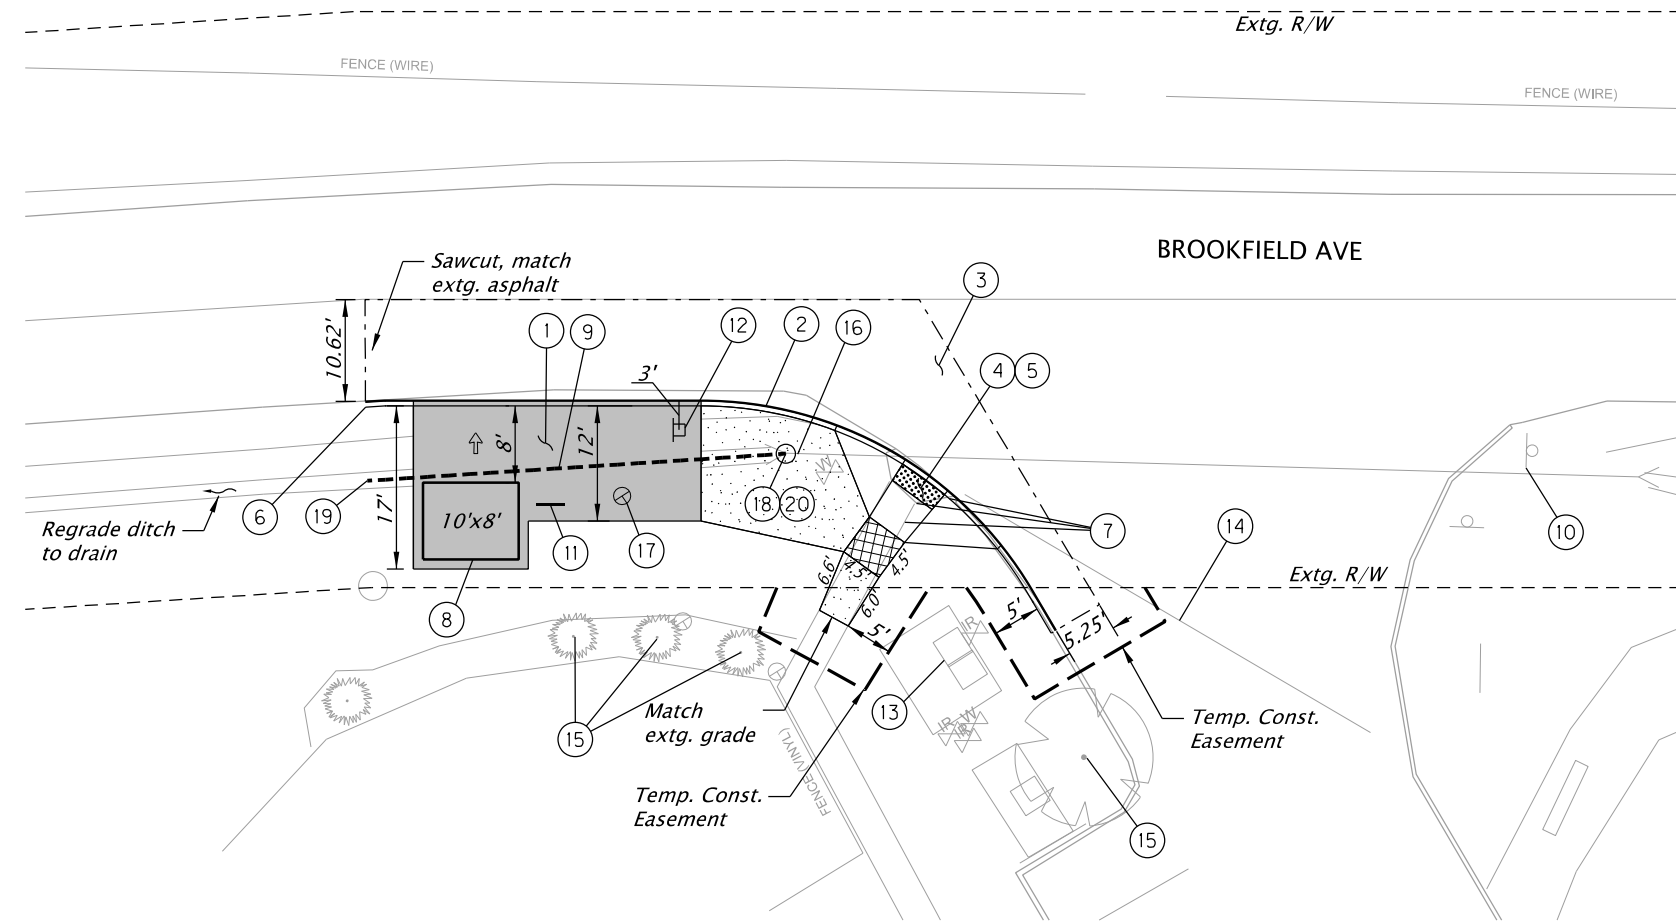 Extg. R/W
FENCE (WIRE)
FENCE (WIRE)
BROOKFIELD AVE
Sawcut, match
extg. asphalt
3
10.62'
1
9
12
2
16
3'
4
5
8'
12'
17'
10'x8'
W
18
20
6
19
Regrade ditch
to drain
11
17
7
14
10
6.6'
4.5'
4.5'
6.0'
Extg. R/W
8
5'
5'
5.25'
IR
13
15
Match
extg. grade
IR
W
IR
Temp. Const.
Easement
FENCE(VINYL)
Temp. Const.
Easement
15